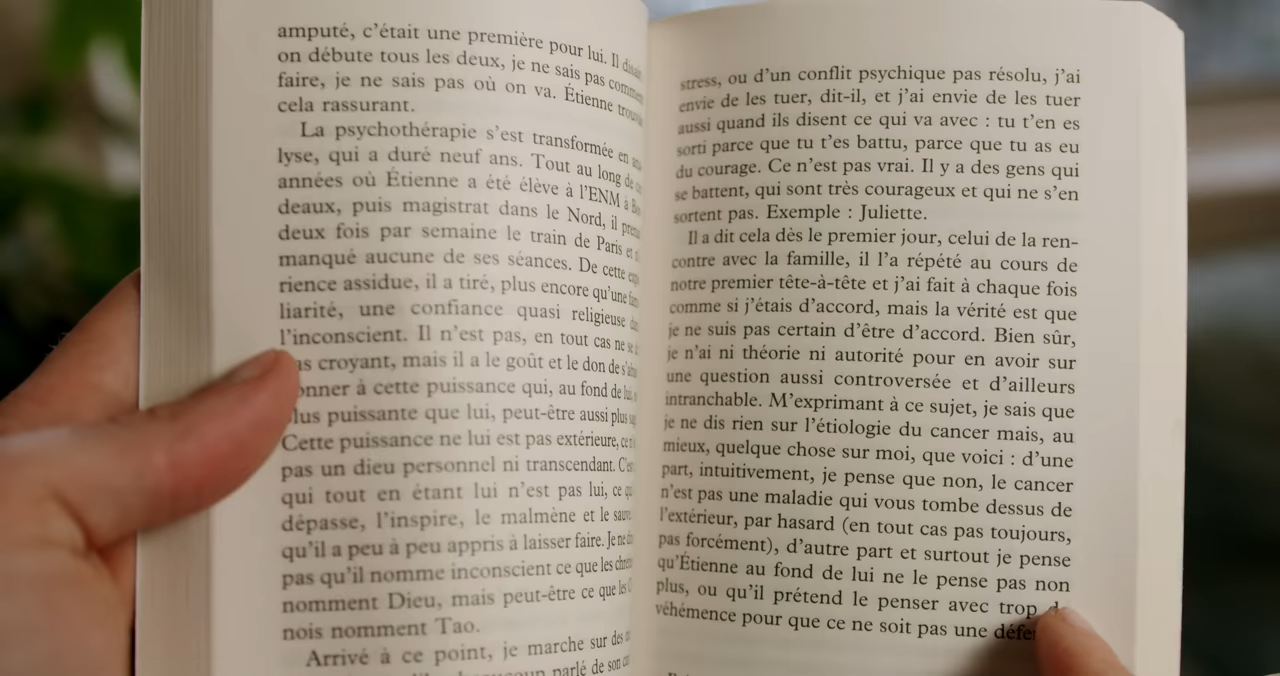 amputé, c'était une première pour lui. Il
on débute tous les deux, je ne sais pas
faire, je ne sais pas où on va. Étienne
cela rassurant.
La psychothérapie s'est transformée en
lyse, qui a duré neuf ans. Tout au long de
années où Étienne a été élève à l'ENM à
deaux, puis magistrat dans le Nord, il
deux fois par semaine le train de Paris et
manqué aucune de ses séances. De cette
rience assidue, il a tiré, plus encore qu'une
liarité, une confiance quasi religieuse
l'inconscient. Il n'est pas, en tout cas ne se
croyant, mais il a le goût et le don de
à cette puissance qui, au fond de
puissante que lui, peut-être aussi plus
Cette puissance ne lui est pas extérieure,
pas un dieu personnel ni transcendant.
qui tout en étant lui n'est pas lui, ce
dépasse, l'inspire, le malmène et le
qu'il a peu à peu appris à laisser faire. Je ne
pas qu'il nomme inconscient ce que les
nomment Dieu, mais peut-être ce que les
nois nomment Tao.
Arrivé à ce point, je marche sur des
parlé de son
stress, ou d'un conflit psychique pas résolu, j'ai
envie de les tuer, dit-il, et j'ai envie de les tuer
aussi quand ils disent ce qui va avec : tu t'en es
sorti parce que tu t'es battu, parce que tu as eu
du courage. Ce n'est pas vrai. Il y a des gens qui
se battent, qui sont très courageux et qui ne s'en
sortent pas. Exemple : Juliette.
Il a dit cela dès le premier jour, celui de la ren-
contre avec la famille, il l'a répété au cours de
notre premier tête-à-tête et j'ai fait à chaque fois
comme si j'étais d'accord, mais la vérité est que
je ne suis pas certain d'être d'accord. Bien sûr,
je n'ai ni théorie ni autorité pour en avoir sur
une question aussi controversée et d'ailleurs
intranchable. M'exprimant à ce sujet, je sais que
je ne dis rien sur l'étiologie du cancer mais, au
mieux, quelque chose sur moi, que voici : d'une
part, intuitivement, je pense que non, le cancer
n'est pas une maladie qui vous tombe dessus de
l'extérieur, par hasard (en tout cas pas toujours,
pas forcément), d'autre part et surtout je pense
qu'Étienne au fond de lui ne le pense pas non
plus, ou qu'il prétend le penser avec trop
véhémence pour que ce ne soit pas une